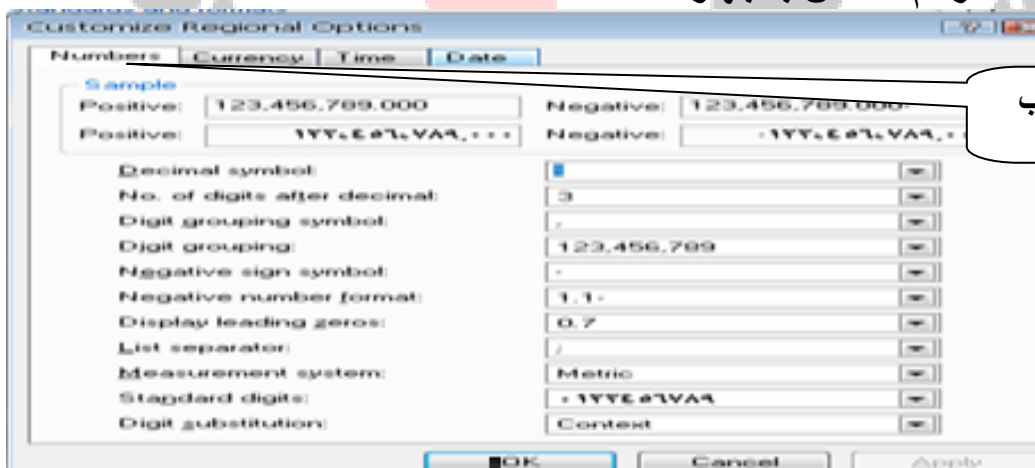 Standards and formats
Customize Regional Options
Numbers Currency Time Date
Sample
Positive: 123,456,789.000 Negative: 123,456,789.000-
Positive: ١٢٣،٤٥٦،٧٨٩,٠٠٠
Negative:
Decimal symbol: .
No. of digits after decimal: 3
Digit grouping symbol: ,
Digit grouping: 123,456,789
Negative sign symbol: -
Negative number format: 1.1-
Display leading zeros: 0.7
List separator: ;
Measurement system: Metric
Standard digits: ٠١٢٣٤٥٦٧٨٩
Digit substitution: Context
OK Cancel Apply